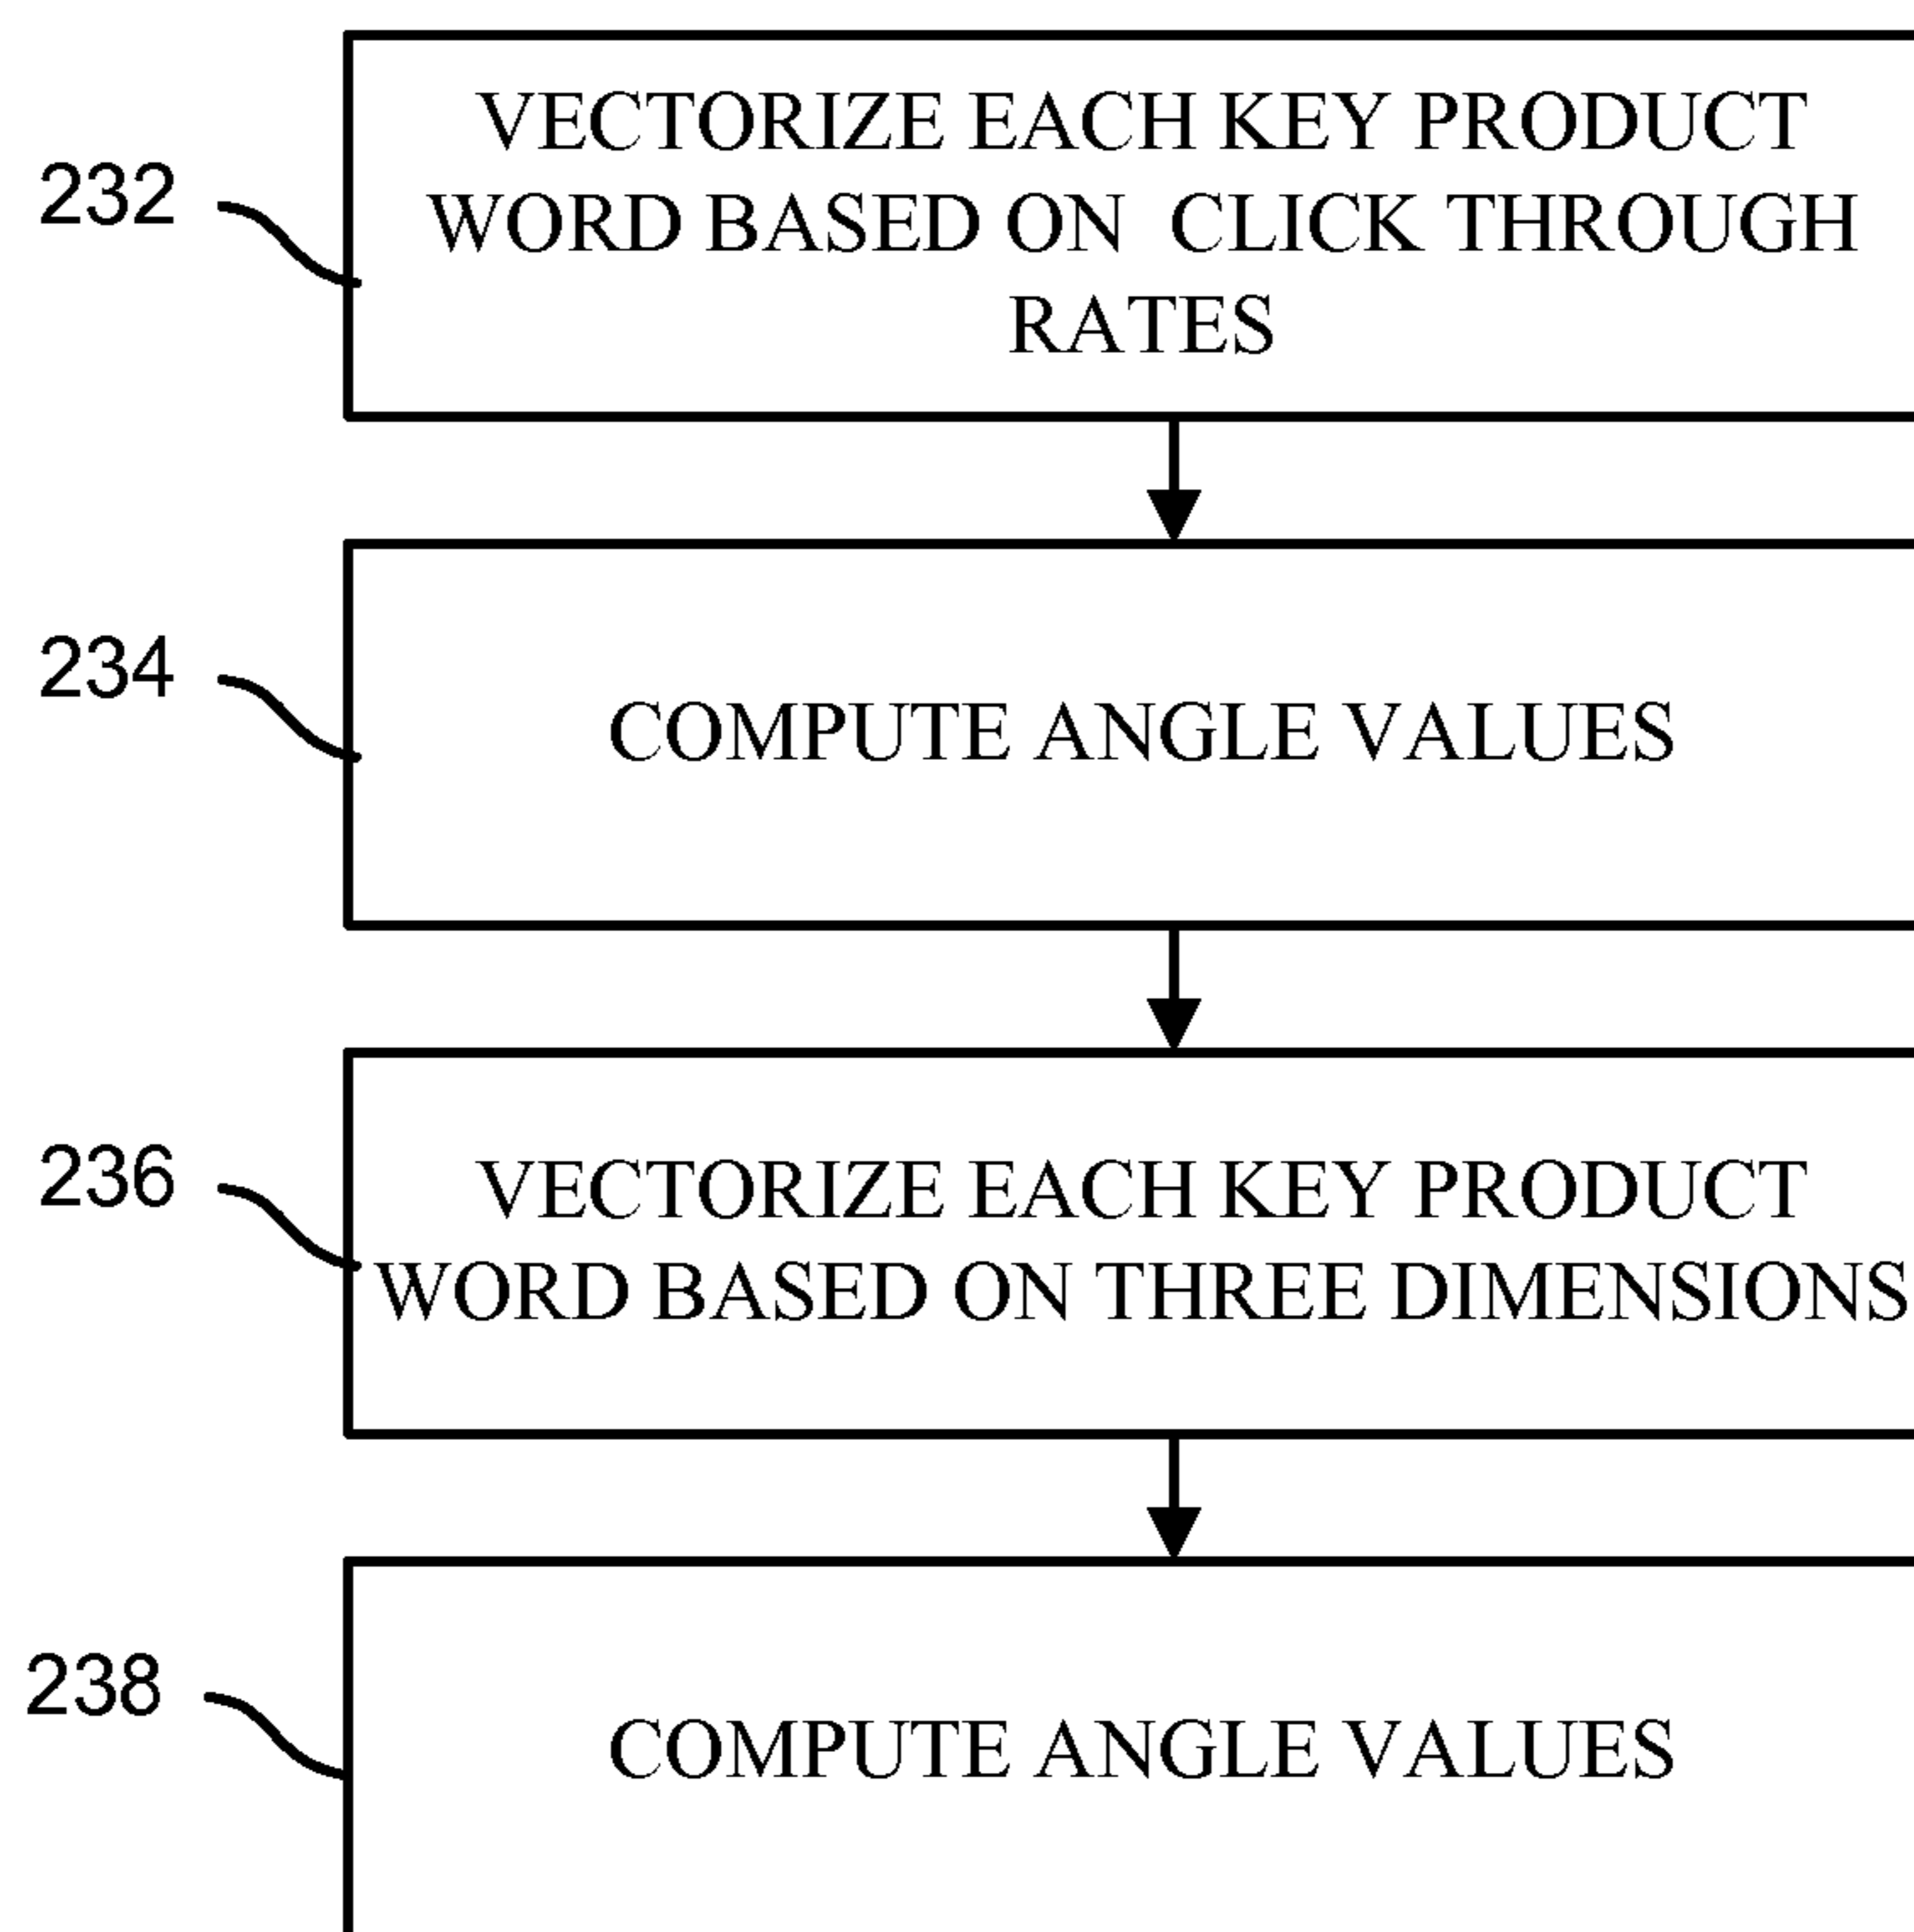 VECTORIZE EACH KEY PRODUCT
232
WORD BASED ON CLICK THROUGH
RATES
234
COMPUTE ANGLE VALUES
236
VECTORIZE EACH KEY PRODUCT
WORD BASED ON THREE DIMENSIONS
238
COMPUTE ANGLE VALUES